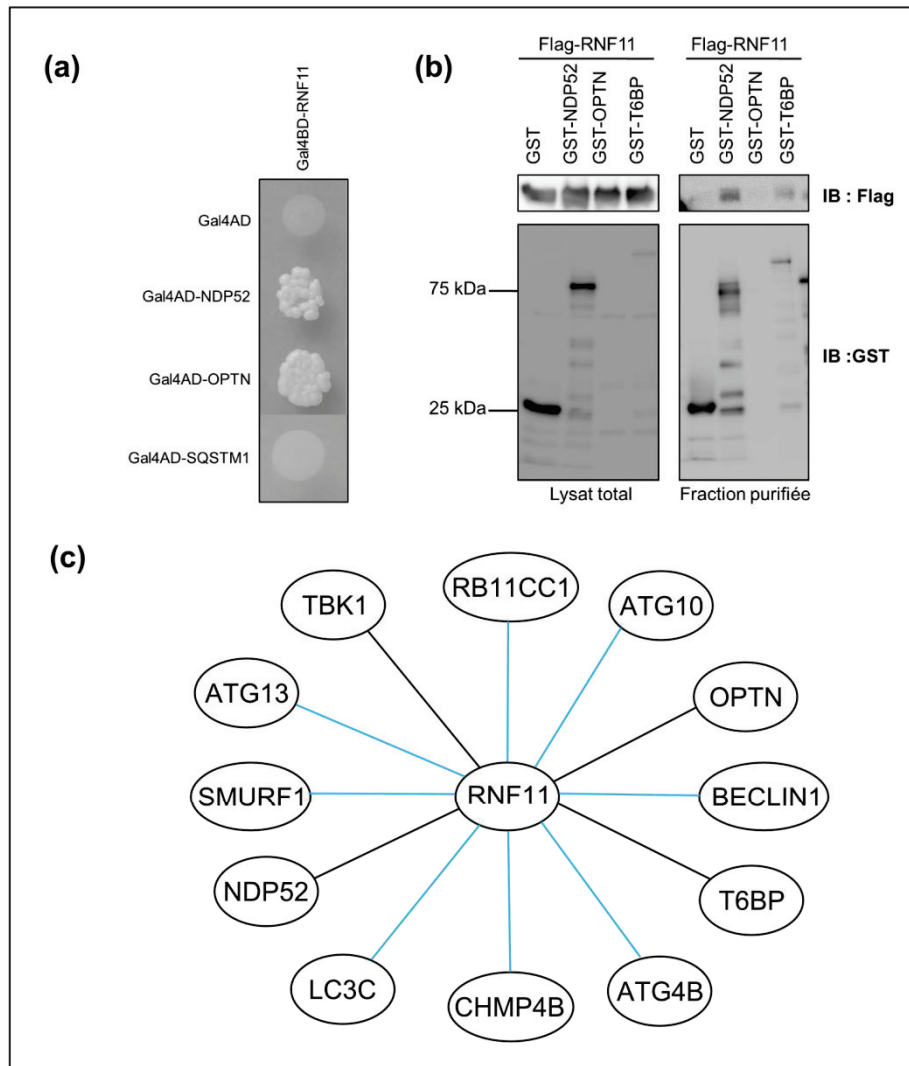 (a)
Gal4BD-RNF11
Gal4AD
Gal4AD-NDP52
Gal4AD-OPTN
Gal4AD-SQSTM1
(b)
Flag-RNF11
GST
GST-NDP52
GST-OPTN
GST-T6BP
Flag-RNF11
GST
GST-NDP52
GST-OPTN
GST-T6BP
IB : Flag
75 kDa
25 kDa
IB :GST
Lysat total
Fraction purifiée
(c)
TBK1
RB11CC1
ATG10
ATG13
OPTN
SMURF1
RNF11
BECLIN1
NDP52
T6BP
LC3C
CHMP4B
ATG4B